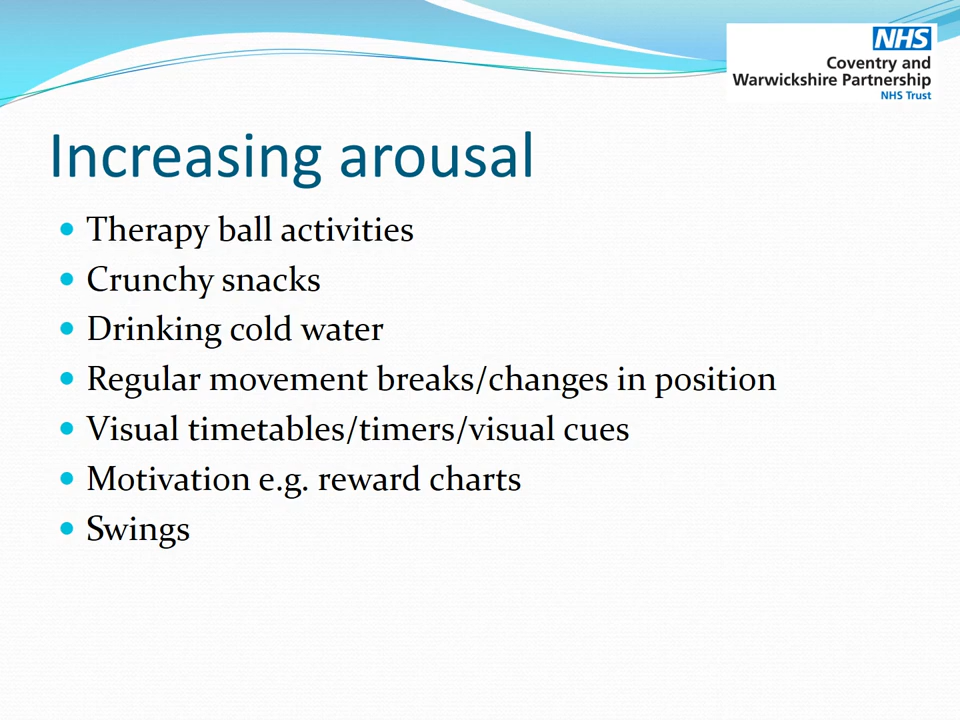 NHS
Coventry and
Warwickshire Partnership
NHS Trust
Increasing arousal
• Therapy ball activities
• Crunchy snacks
• Drinking cold water
• Regular movement breaks/changes in position
• Visual timetables/timers/visual cues
• Motivation e.g. reward charts
• Swings